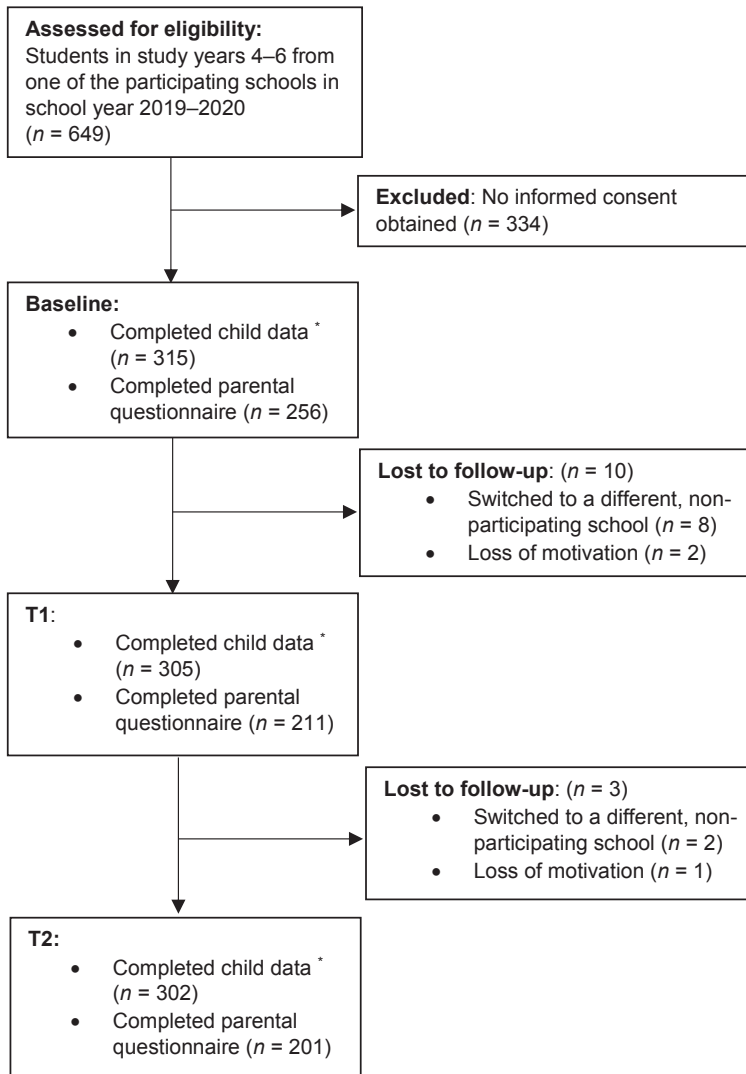 Assessed for eligibility:
Students in study years 4–6 from
one of the participating schools in
school year 2019–2020
(n = 649)
Excluded: No informed consent
obtained (n = 334)
Baseline:
• Completed child data *
(n = 315)
• Completed parental
questionnaire (n = 256)
Lost to follow-up: (n = 10)
• Switched to a different, non-
participating school (n = 8)
• Loss of motivation (n = 2)
T1:
• Completed child data *
(n = 305)
• Completed parental
questionnaire (n = 211)
Lost to follow-up: (n = 3)
• Switched to a different, non-
participating school (n = 2)
• Loss of motivation (n = 1)
T2:
• Completed child data *
(n = 302)
• Completed parental
questionnaire (n = 201)